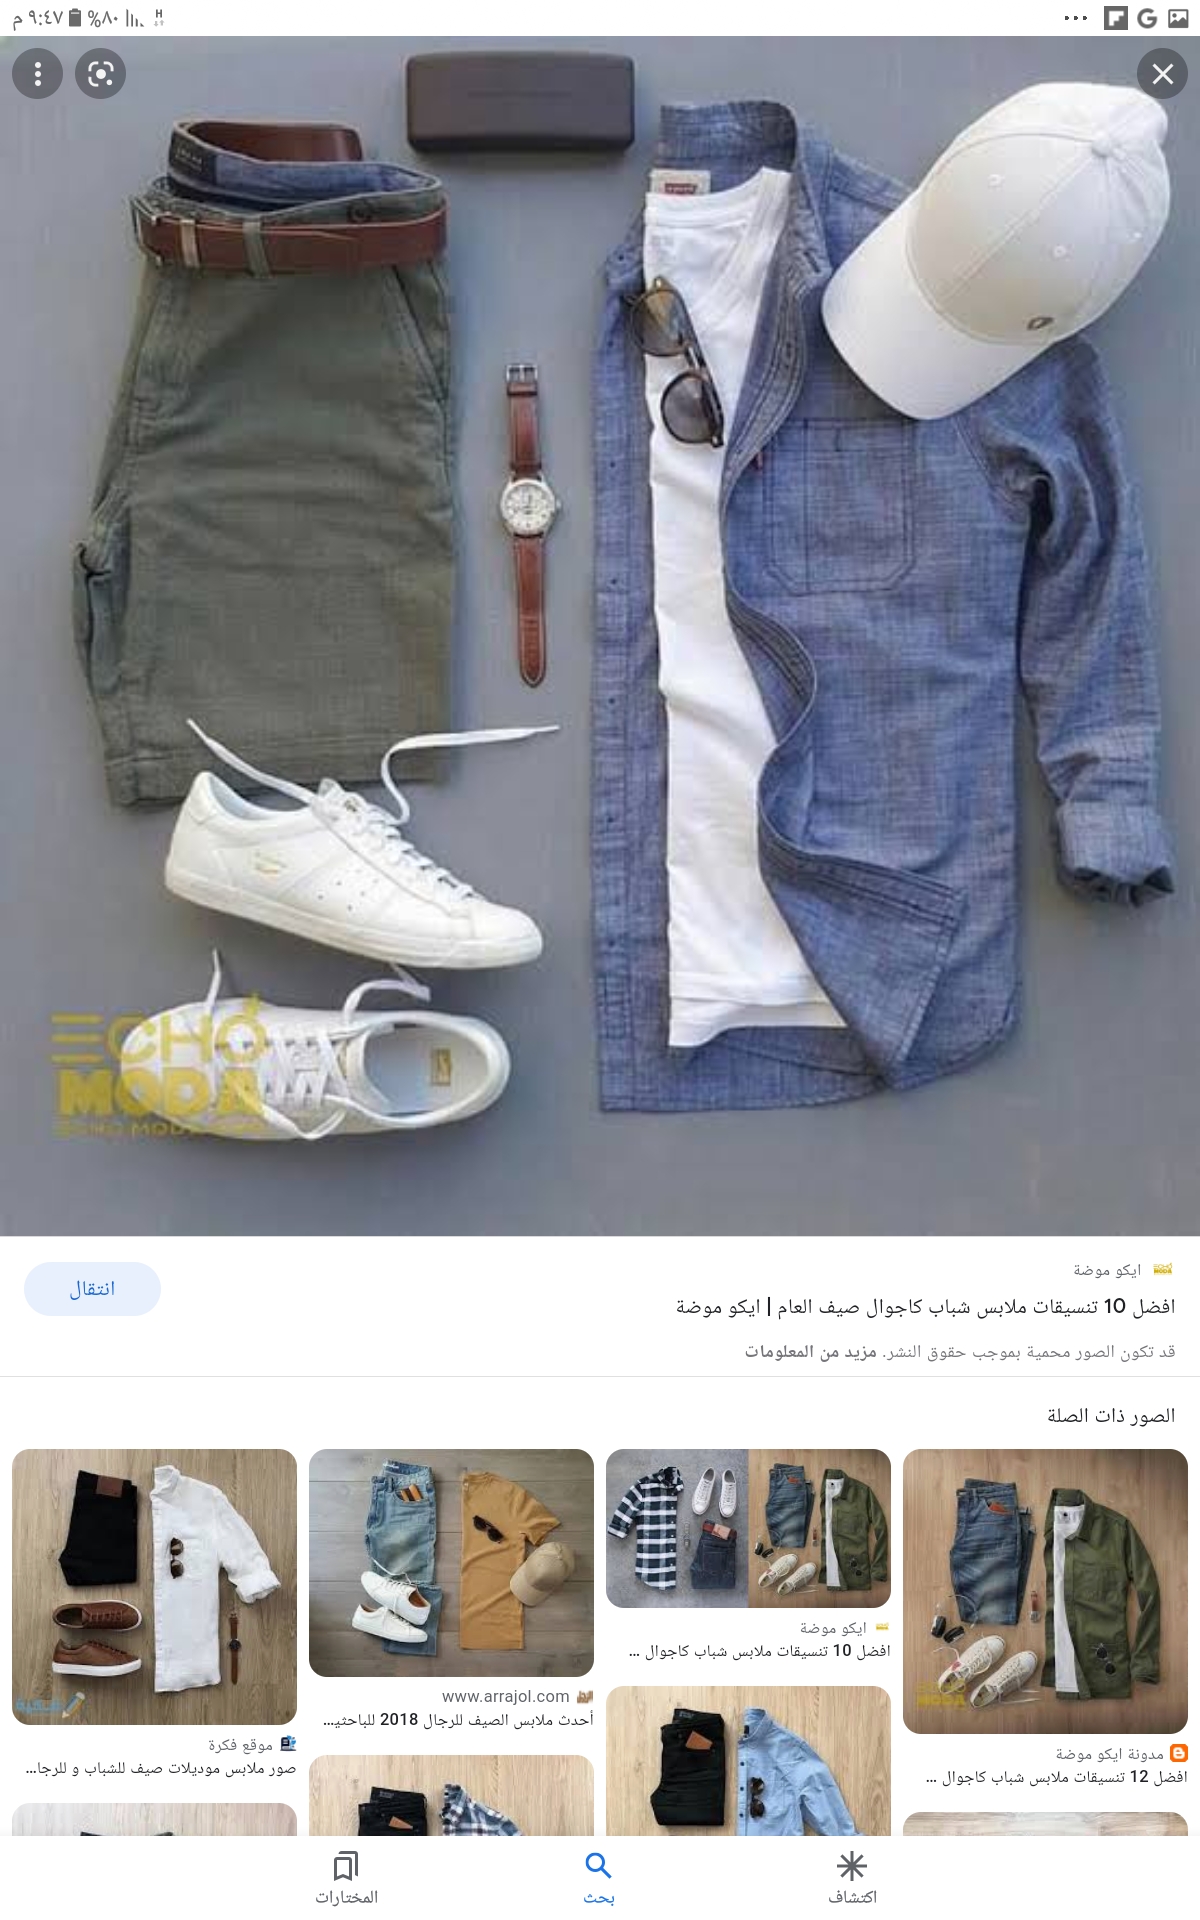 ٩:٤٧ م %٨٠ H
ECHO
MODA
ايكو موضة
افضل 10 تنسيقات ملابس شباب كاجوال صيف العام | ايكو موضة
انتقال
قد تكون الصور محمية بموجب حقوق النشر. مزيد من المعلومات
الصور ذات الصلة
مدونة ايكو موضة
افضل 12 تنسيقات ملابس شباب كاجوال ...
ايكو موضة
افضل 10 تنسيقات ملابس شباب كاجوال ...
www.arrajol.com
أحدث ملابس الصيف للرجال 2018 للباحثيـ...
موقع فكرة
صور ملابس موديلات صيف للشباب و للرجا...
اكتشاف
بحث
المختارات